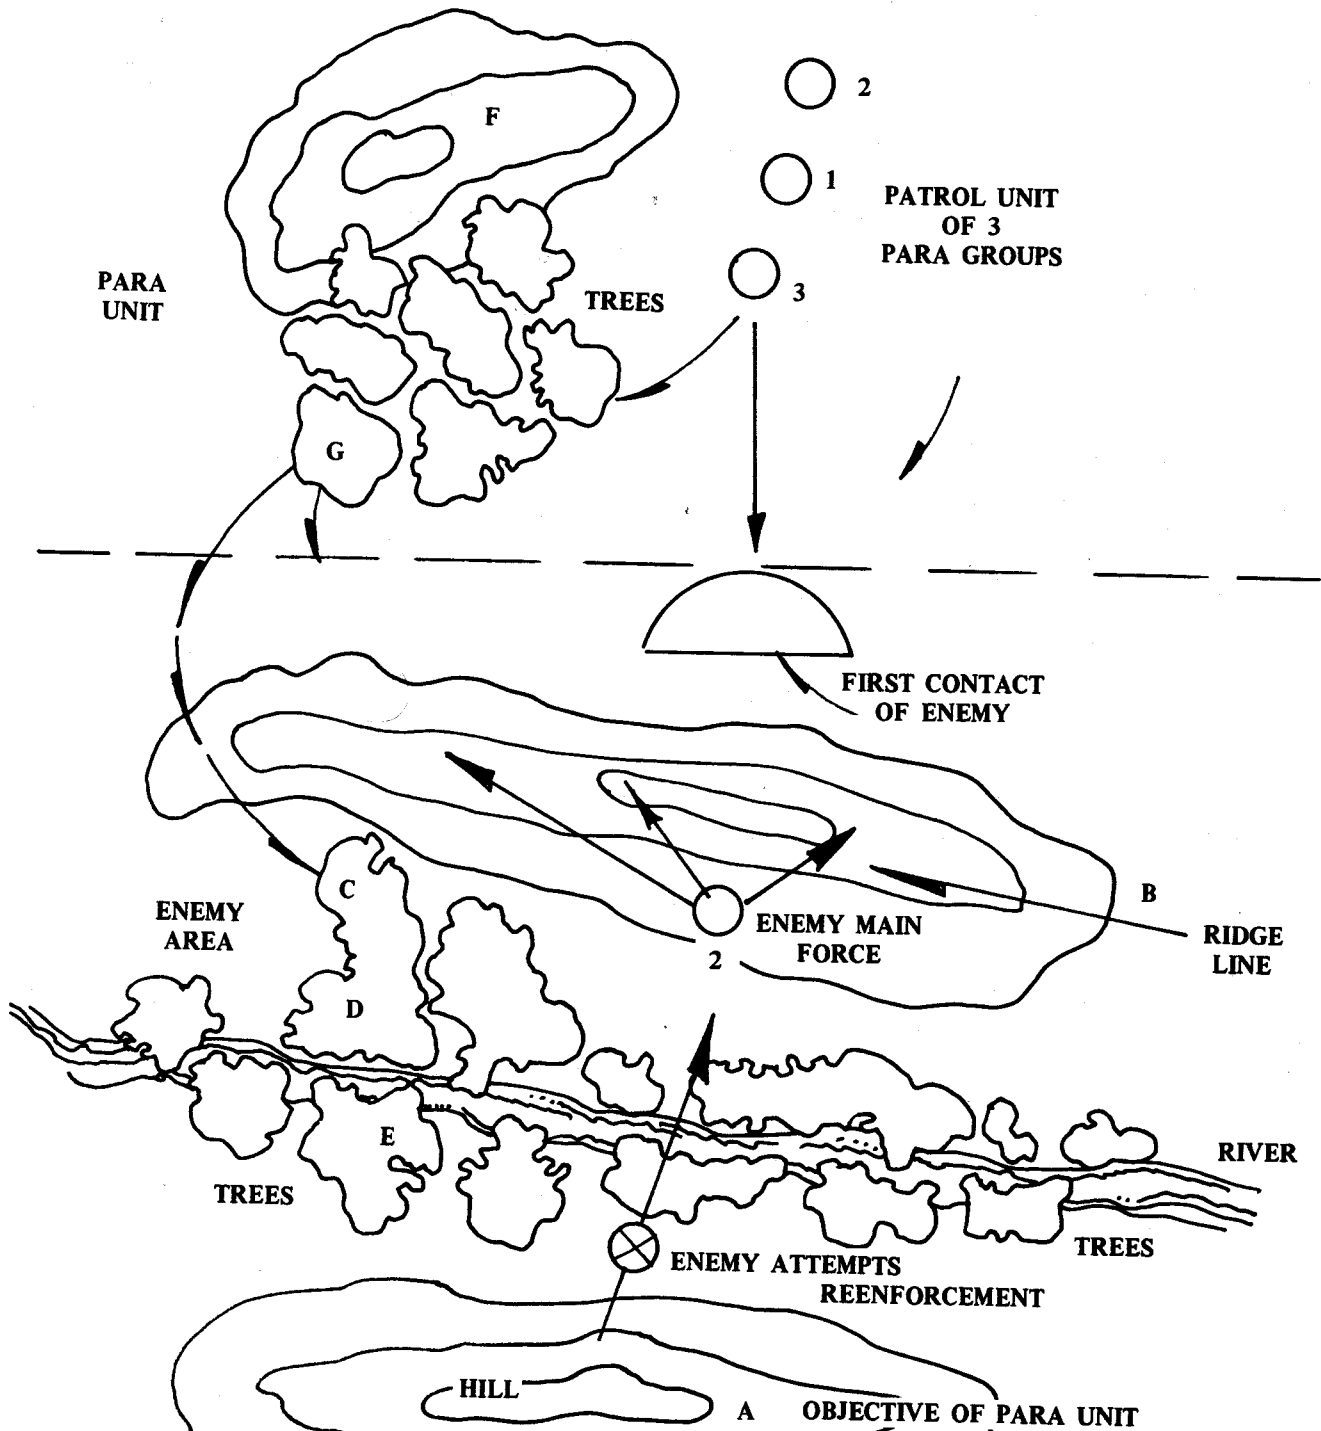 2
F
1
PATROL UNIT
OF 3
PARA GROUPS
PARA
UNIT
TREES
3
G
FIRST CONTACT
OF ENEMY
C
B
ENEMY
AREA
ENEMY MAIN
FORCE
2
RIDGE
LINE
D
E
RIVER
TREES
TREES
ENEMY ATTEMPTS
REENFORCEMENT
HILL
A
OBJECTIVE OF PARA UNIT